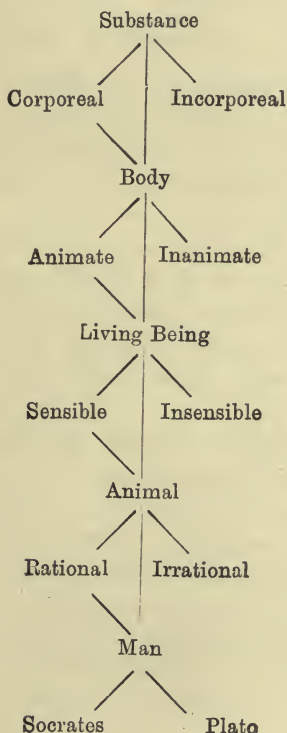 Substance
Corporeal Incorporeal
Body
Animate Inanimate
Living Being
Sensible Insensible
Animal
Rational Irrational
Man
Socrates Plato